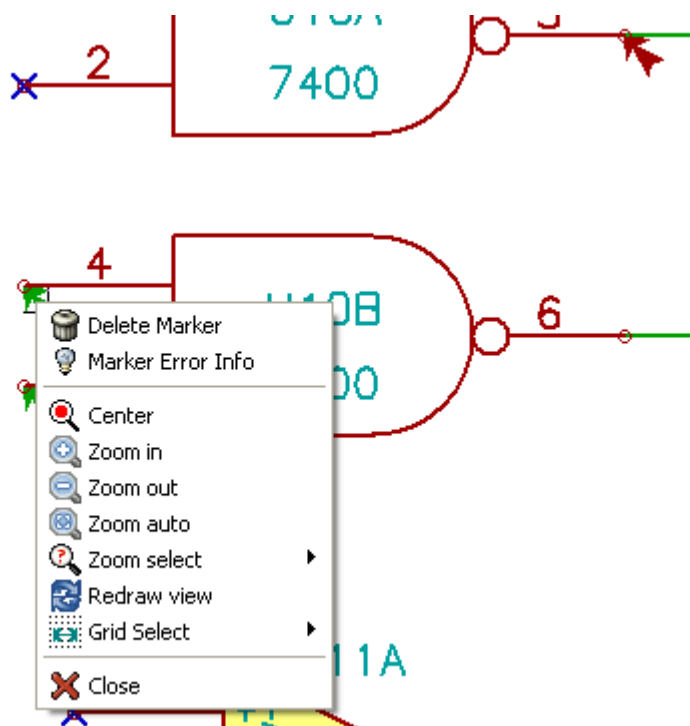 2
7400
4
6
Delete Marker
Marker Error Info
Center
Zoom in
Zoom out
Zoom auto
Zoom select
Redraw view
Grid Select
Close